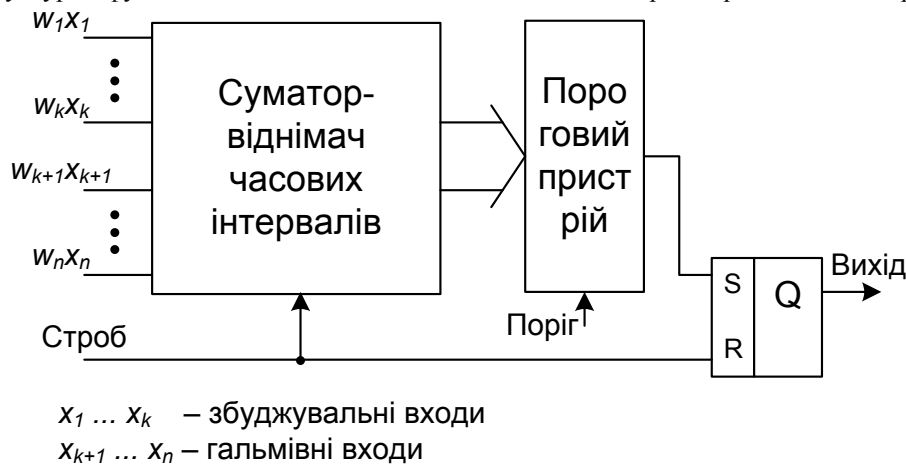 w1x1
wkxk
wk+1xk+1
wnxn
Суматор-
віднімач
часових
інтервалів
Поро
говий
прист
рій
Строб
Поріг
S
R
Q
Вихід
x1 ... xk – збуджувальні входи
xk+1 ... xn – гальмівні входи